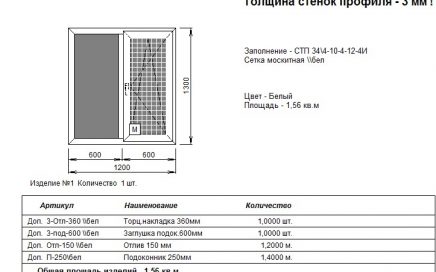 Толщина стенок профиля - 3 мм !
Заполнение - СТП 34\4-10-4-12-4И
Сетка москитная \\бел
Цвет - Белый
Площадь - 1,56 кв.м
1300
М
600 600
1200
Изделие №1 Количество 1 шт.
Артикул Наименование Количество
Доп. 3-Отп-360 \\бел Торц.накладка 360мм 1,0000 шт.
Доп. 3-под-600 \\бел Заглушка подок.600мм 1,0000 шт.
Доп. Отп-150 \\бел Отлив 150 мм 1,2000 м.
Доп. П-250\бел Подоконник 250мм 1,4000 м.
Общая площадь изделий 1,56 кв.м